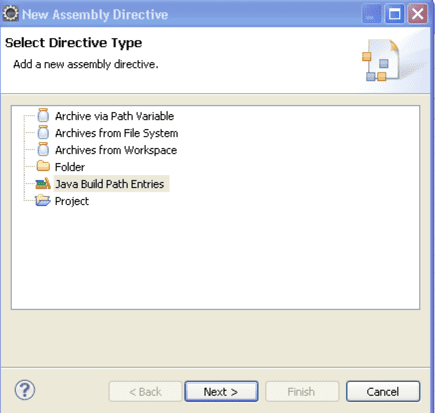 New Assembly Directive
Select Directive Type
Add a new assembly directive.
Archive via Path Variable
Archives from File System
Archives from Workspace
Folder
Java Build Path Entries
Project
? < Back Next > Finish Cancel